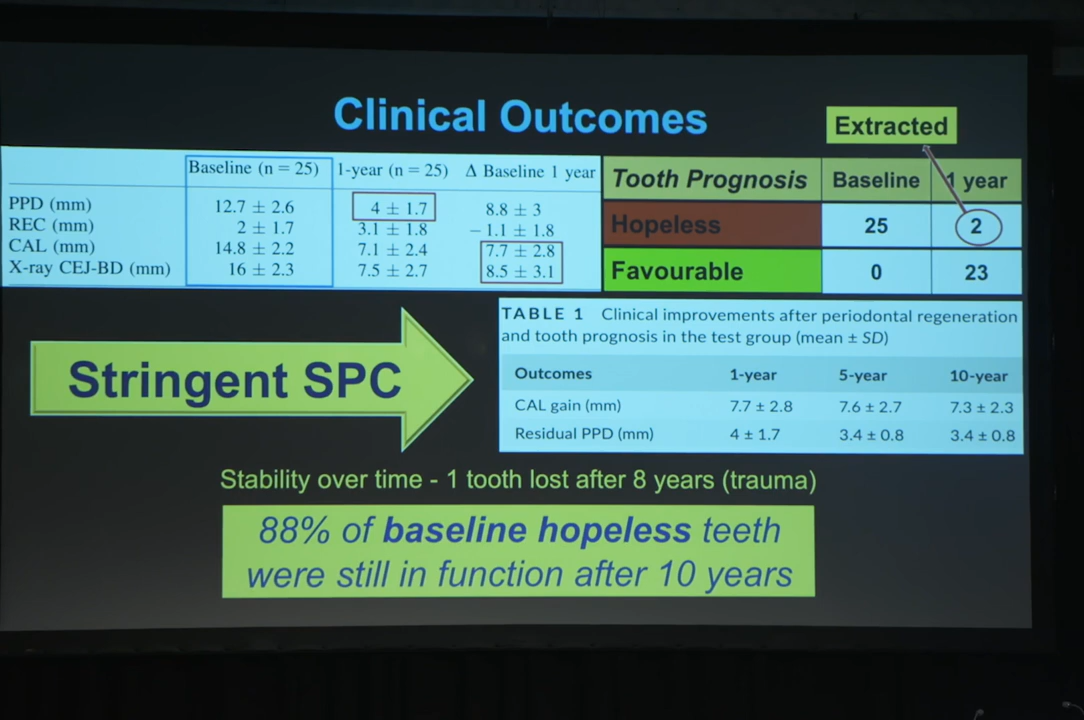 Clinical Outcomes
Extracted
Baseline (n = 25) 1-year (n = 25) Δ Baseline 1 year
PPD (mm) 12.7 ± 2.6 4 ± 1.7 8.8 ± 3
REC (mm) 2 ± 1.7 3.1 ± 1.8 − 1.1 ± 1.8
CAL (mm) 14.8 ± 2.2 7.1 ± 2.4 7.7 ± 2.8
X-ray CEJ-BD (mm) 16 ± 2.3 7.5 ± 2.7 8.5 ± 3.1
Tooth Prognosis Baseline 1 year
Hopeless 25 2
Favourable 0 23
Stringent SPC
TABLE 1 Clinical improvements after periodontal regeneration
and tooth prognosis in the test group (mean ± SD)
Outcomes 1-year 5-year 10-year
CAL gain (mm) 7.7 ± 2.8 7.6 ± 2.7 7.3 ± 2.3
Residual PPD (mm) 4 ± 1.7 3.4 ± 0.8 3.4 ± 0.8
Stability over time - 1 tooth lost after 8 years (trauma)
88% of baseline hopeless teeth
were still in function after 10 years